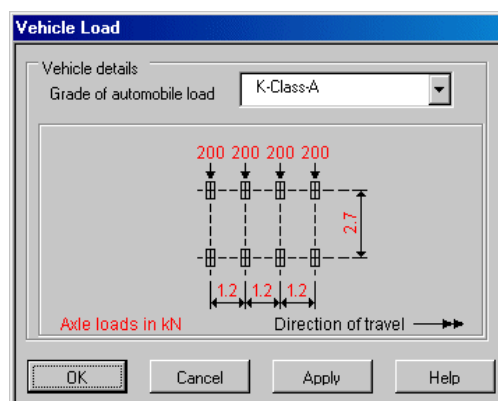 Vehicle Load
Vehicle details
Grade of automobile load K-Class-A
200 200 200 200
2.7
1.2 1.2 1.2
Axle loads in kN Direction of travel
OK Cancel Apply Help